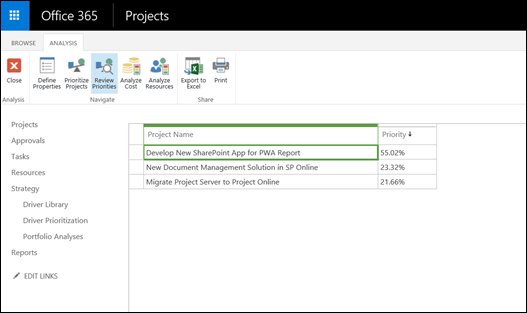 Office 365 Projects
BROWSE ANALYSIS
Close
Define Properties
Prioritize Projects
Review Priorities
Analyze Cost
Analyze Resources
Export to Excel
Print
Analysis Navigate Share
Projects
Approvals
Tasks
Resources
Strategy
Driver Library
Driver Prioritization
Portfolio Analyses
Reports
EDIT LINKS
Project Name Priority
Develop New SharePoint App for PWA Report 55.02%
New Document Management Solution in SP Online 23.32%
Migrate Project Server to Project Online 21.66%